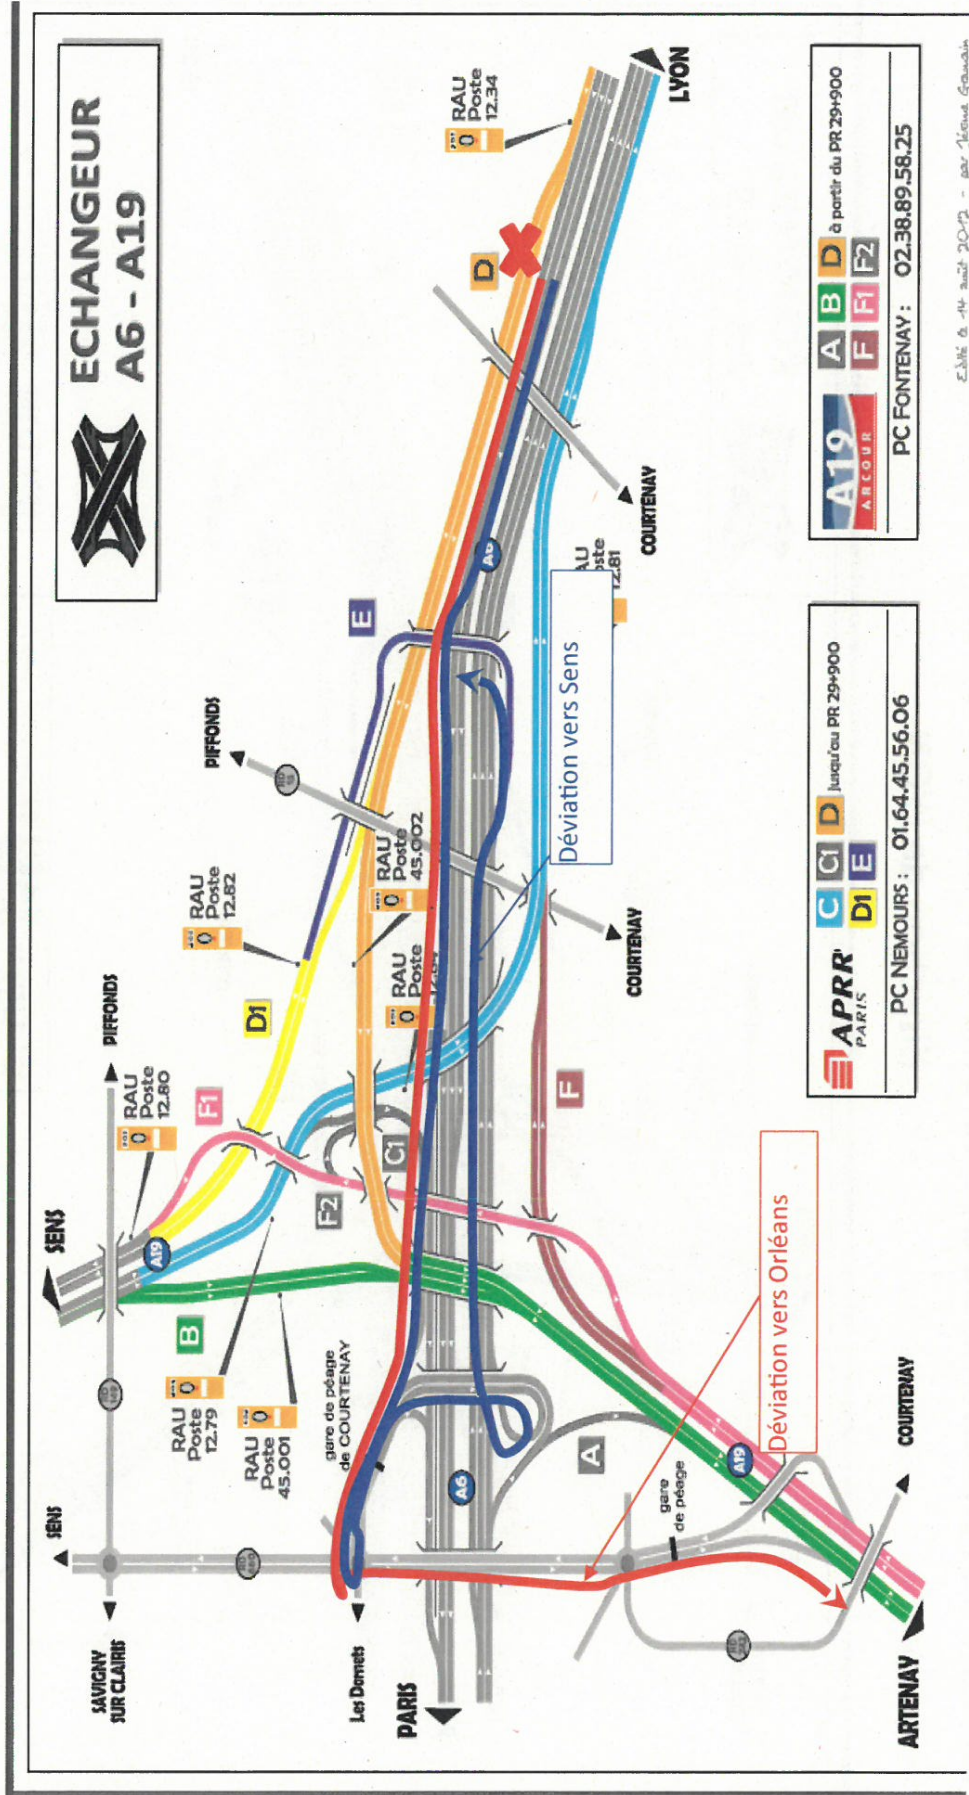 ECHANGEUR
A6 - A19
SENS
SENS
SAVIGNY
SUR CLAIRIS
PIFFONDS
PIFFONDS
RAU
Poste
12.80
RAU
Poste
12.82
RAU
Poste
12.79
RAU
Poste
45.001
RAU
Poste
45.002
RAU
Poste
RAU
Poste
12.34
B
F1
D1
E
D
F2
C1
F
A
A19
A6
A19
gare de péage
de COURTENAY
gare
de péage
Les Dornets
PARIS
LYON
COURTENAY
COURTENAY
COURTENAY
ARTENAY
12.81
Déviation vers Sens
Déviation vers Orléans
APRR
PARIS
C C1 D jusqu'au PR 29+900
D1 E
PC NEMOURS : 01.64.45.56.06
A19
ARCOUR
A B D à partir du PR 29+900
F F1 F2
PC FONTENAY : 02.38.89.58.25